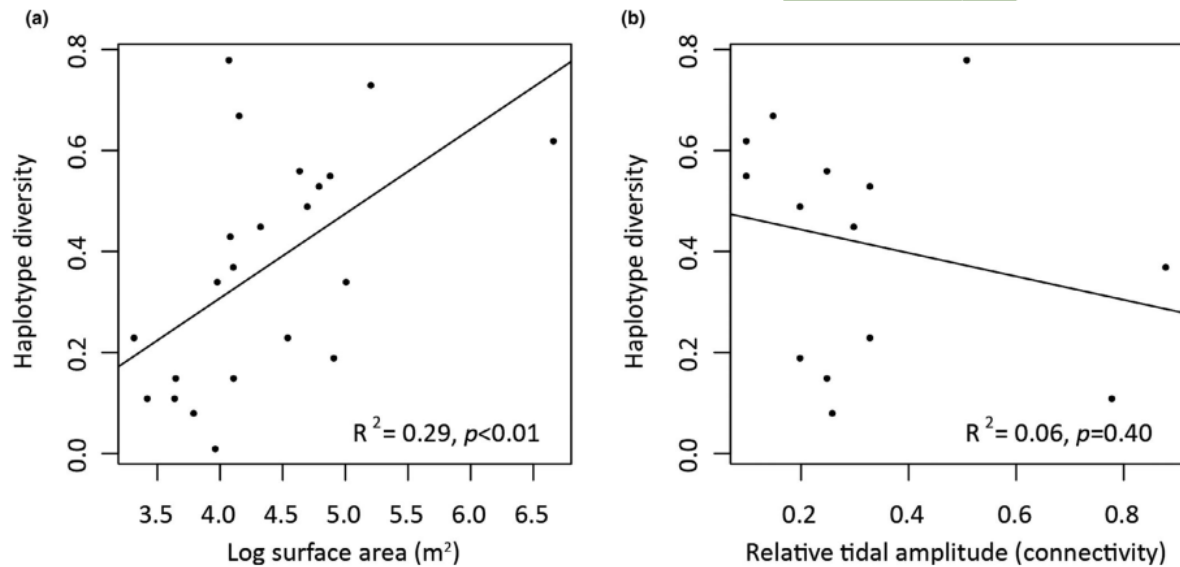 (a)
Haplotype diversity
0.8
0.6
0.4
0.2
0.0
R² = 0.29, p<0.01
3.5 4.0 4.5 5.0 5.5 6.0 6.5
Log surface area (m²)
(b)
Haplotype diversity
0.8
0.6
0.4
0.2
0.0
R² = 0.06, p=0.40
0.2 0.4 0.6 0.8
Relative tidal amplitude (connectivity)